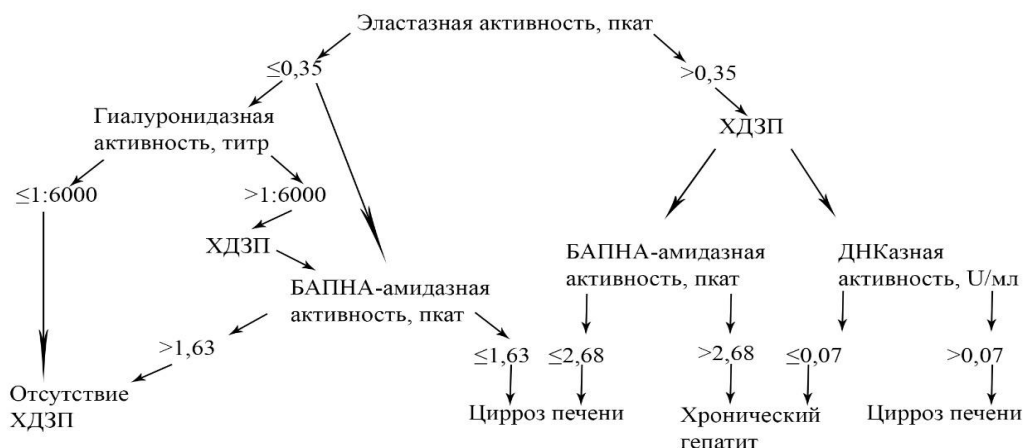 Эластазная активность, пкат
≤0,35
>0,35
Гиалуронидазная
активность, титр
ХДЗП
≤1:6000
>1:6000
ХДЗП
БАПНА-амидазная
активность, пкат
БАПНА-амидазная
активность, пкат
ДНКазная
активность, U/мл
>1,63
≤1,63
≤2,68
>2,68
≤0,07
>0,07
Отсутствие
ХДЗП
Цирроз печени
Хронический
гепатит
Цирроз печени